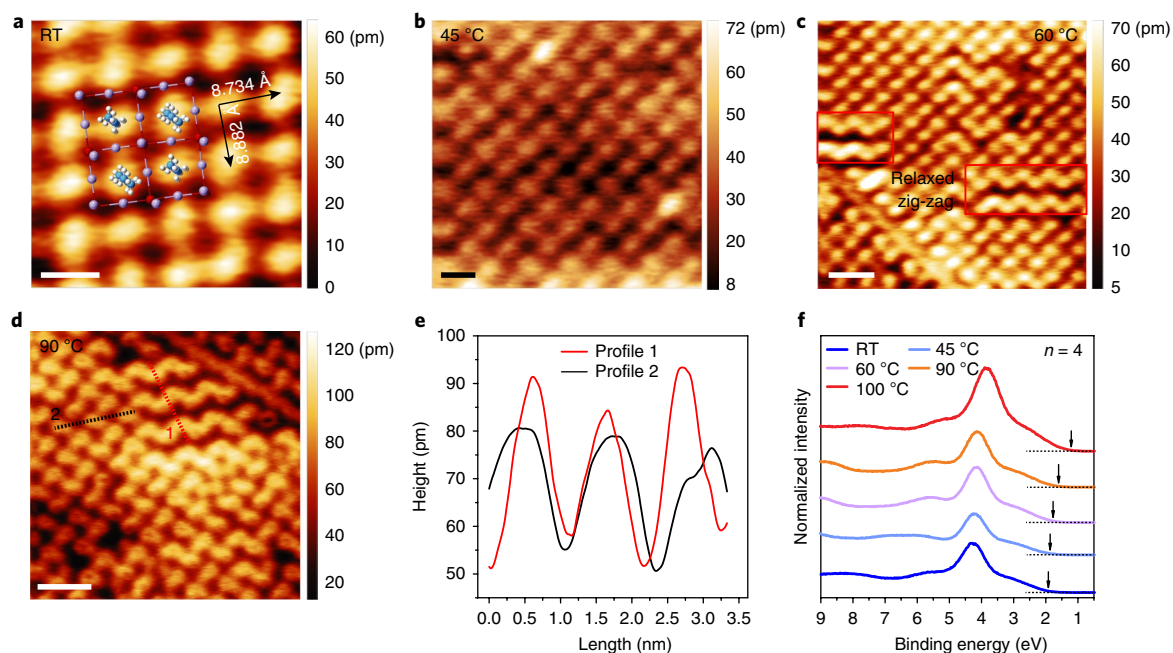 a
RT
8.734 Å
8.882 Å
60 (pm)
50
40
30
20
10
0
b
45 °C
72 (pm)
60
50
40
30
20
8
c
60 °C
Relaxed
zig-zag
70 (pm)
60
50
40
30
20
10
5
d
90 °C
2
1
120 (pm)
100
80
60
40
20
e
Height (pm)
100
90
80
70
60
50
Profile 1
Profile 2
0.0 0.5 1.0 1.5 2.0 2.5 3.0 3.5
Length (nm)
f
Normalized intensity
RT 45 °C n = 4
60 °C 90 °C
100 °C
9 8 7 6 5 4 3 2 1
Binding energy (eV)